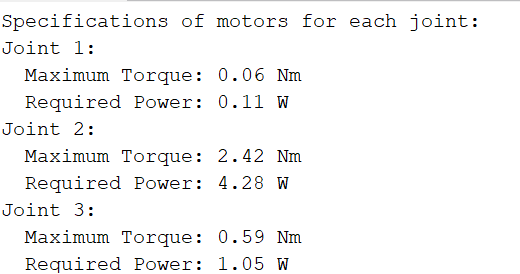 Specifications of motors for each joint:
Joint 1:
  Maximum Torque: 0.06 Nm
  Required Power: 0.11 W
Joint 2:
  Maximum Torque: 2.42 Nm
  Required Power: 4.28 W
Joint 3:
  Maximum Torque: 0.59 Nm
  Required Power: 1.05 W